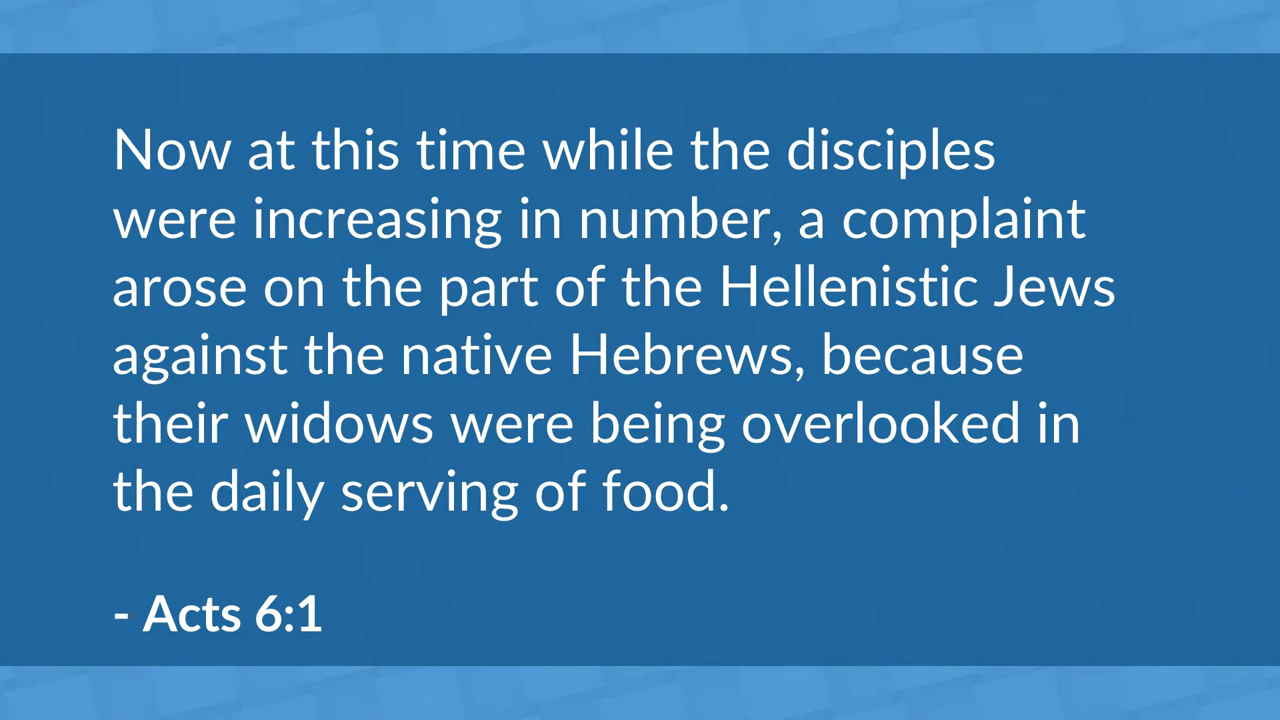 Now at this time while the disciples
were increasing in number, a complaint
arose on the part of the Hellenistic Jews
against the native Hebrews, because
their widows were being overlooked in
the daily serving of food.
- Acts 6:1